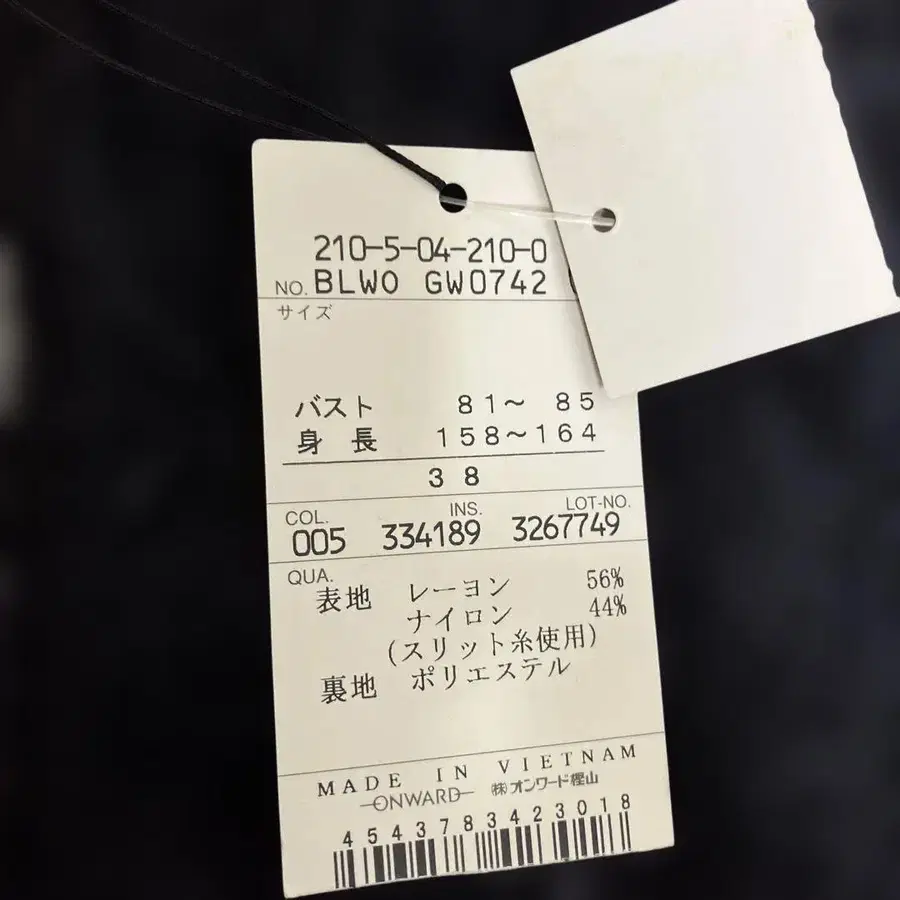 210-5-04-210-0
NO. BLWO GW0742
サイズ
バスト 81～ 85
身 長 158～164
38
COL. INS. LOT-NO.
005 334189 3267749
QUA.
表地 レーヨン 56%
ナイロン 44%
(スリット糸使用)
裏地 ポリエステル
MADE IN VIETNAM
ONWARD ㈱オンワード樫山
4543783423018